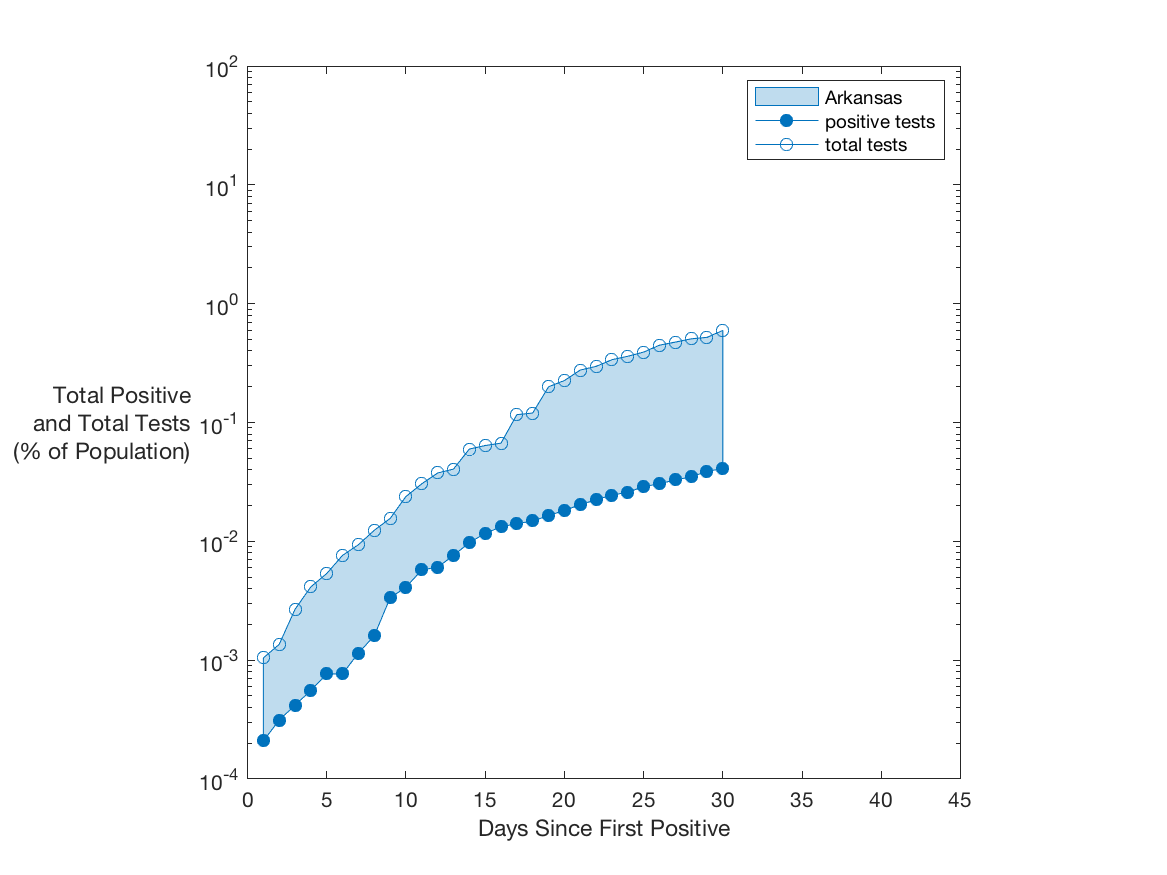 10^2
Arkansas
positive tests
total tests
10^1
10^0
Total Positive
and Total Tests
(% of Population)
10^-1
10^-2
10^-3
10^-4
0 5 10 15 20 25 30 35 40 45
Days Since First Positive